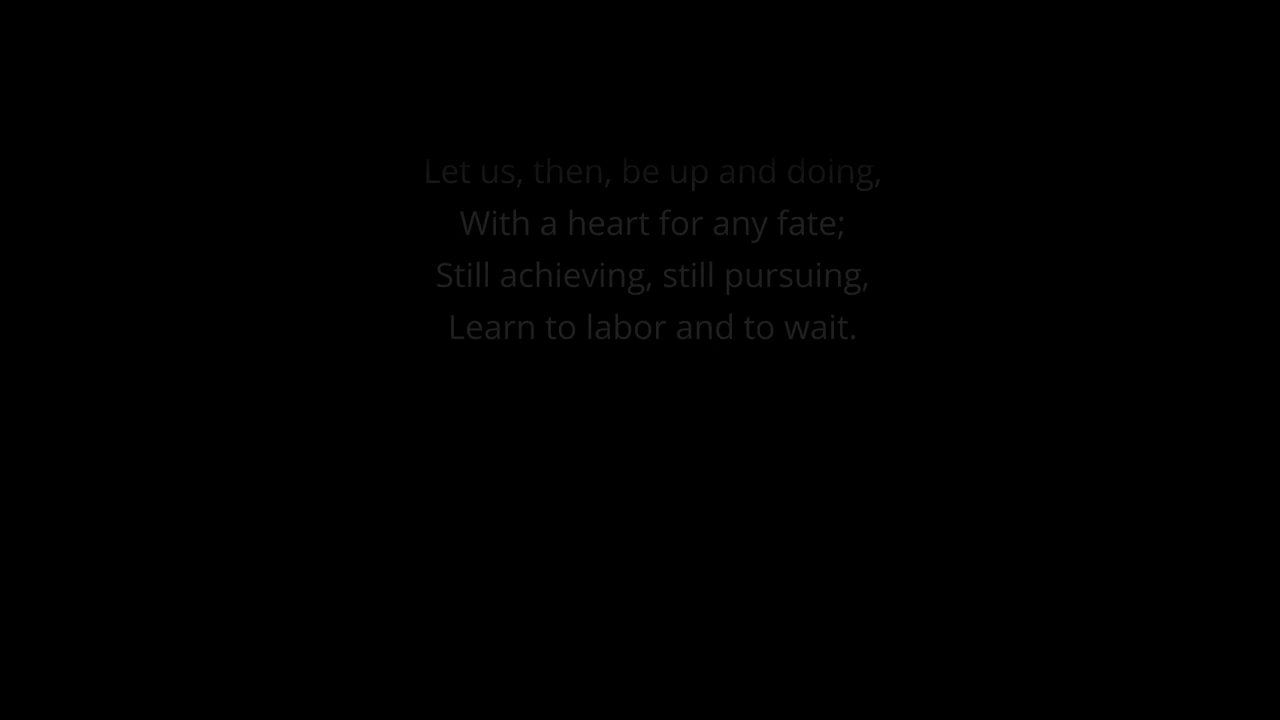 Let us, then, be up and doing,
With a heart for any fate;
Still achieving, still pursuing,
Learn to labor and to wait.